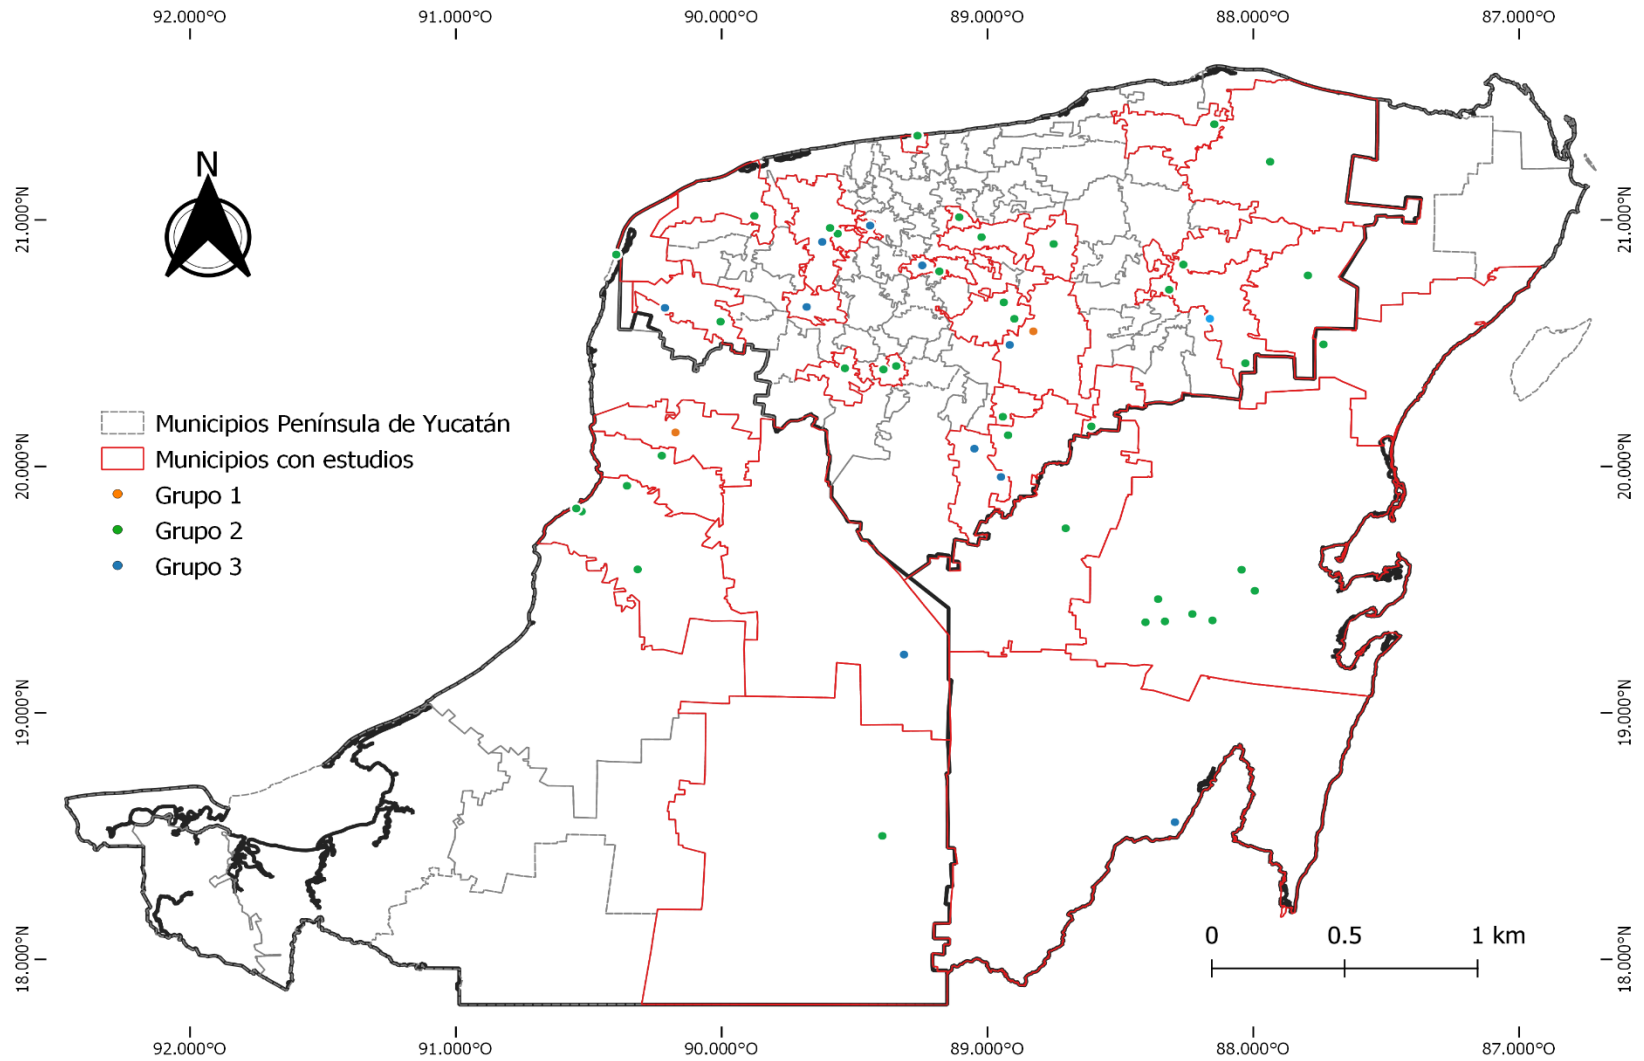 92.000°O 91.000°O 90.000°O 89.000°O 88.000°O 87.000°O
N
21.000°N 21.000°N
Municipios Península de Yucatán
Municipios con estudios
20.000°N 20.000°N
Grupo 1
Grupo 2
Grupo 3
19.000°N 19.000°N
0 0.5 1 km
18.000°N 18.000°N
92.000°O 91.000°O 90.000°O 89.000°O 88.000°O 87.000°O